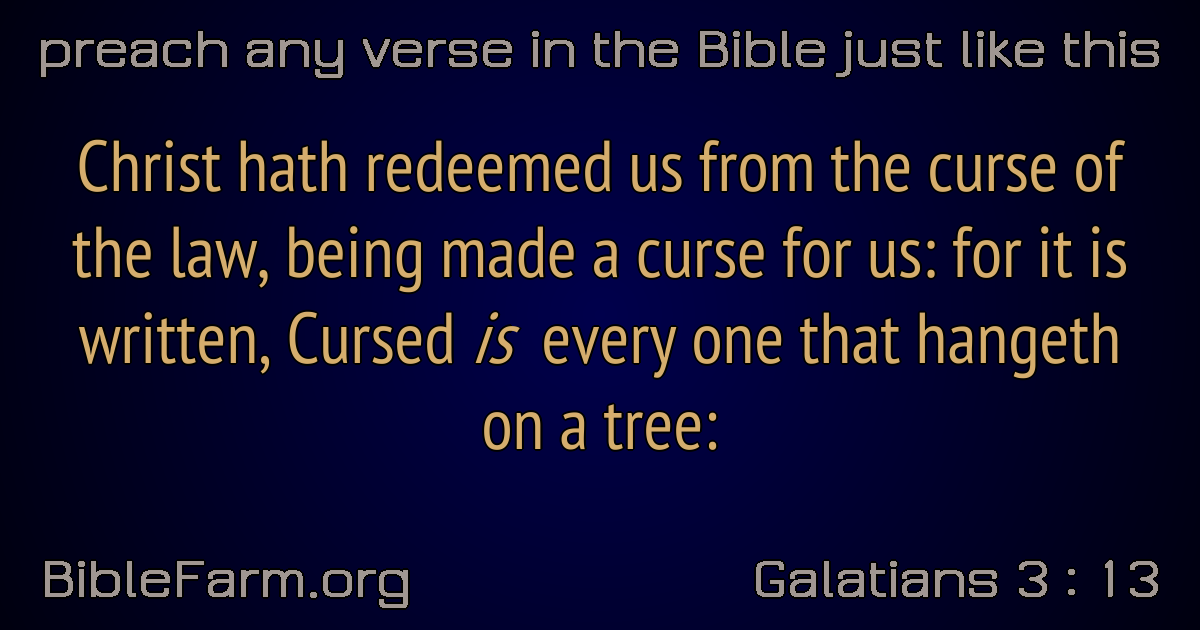 preach any verse in the Bible just like this
Christ hath redeemed us from the curse of
the law, being made a curse for us: for it is
written, Cursed is every one that hangeth
on a tree:
BibleFarm.org
Galatians 3 : 13